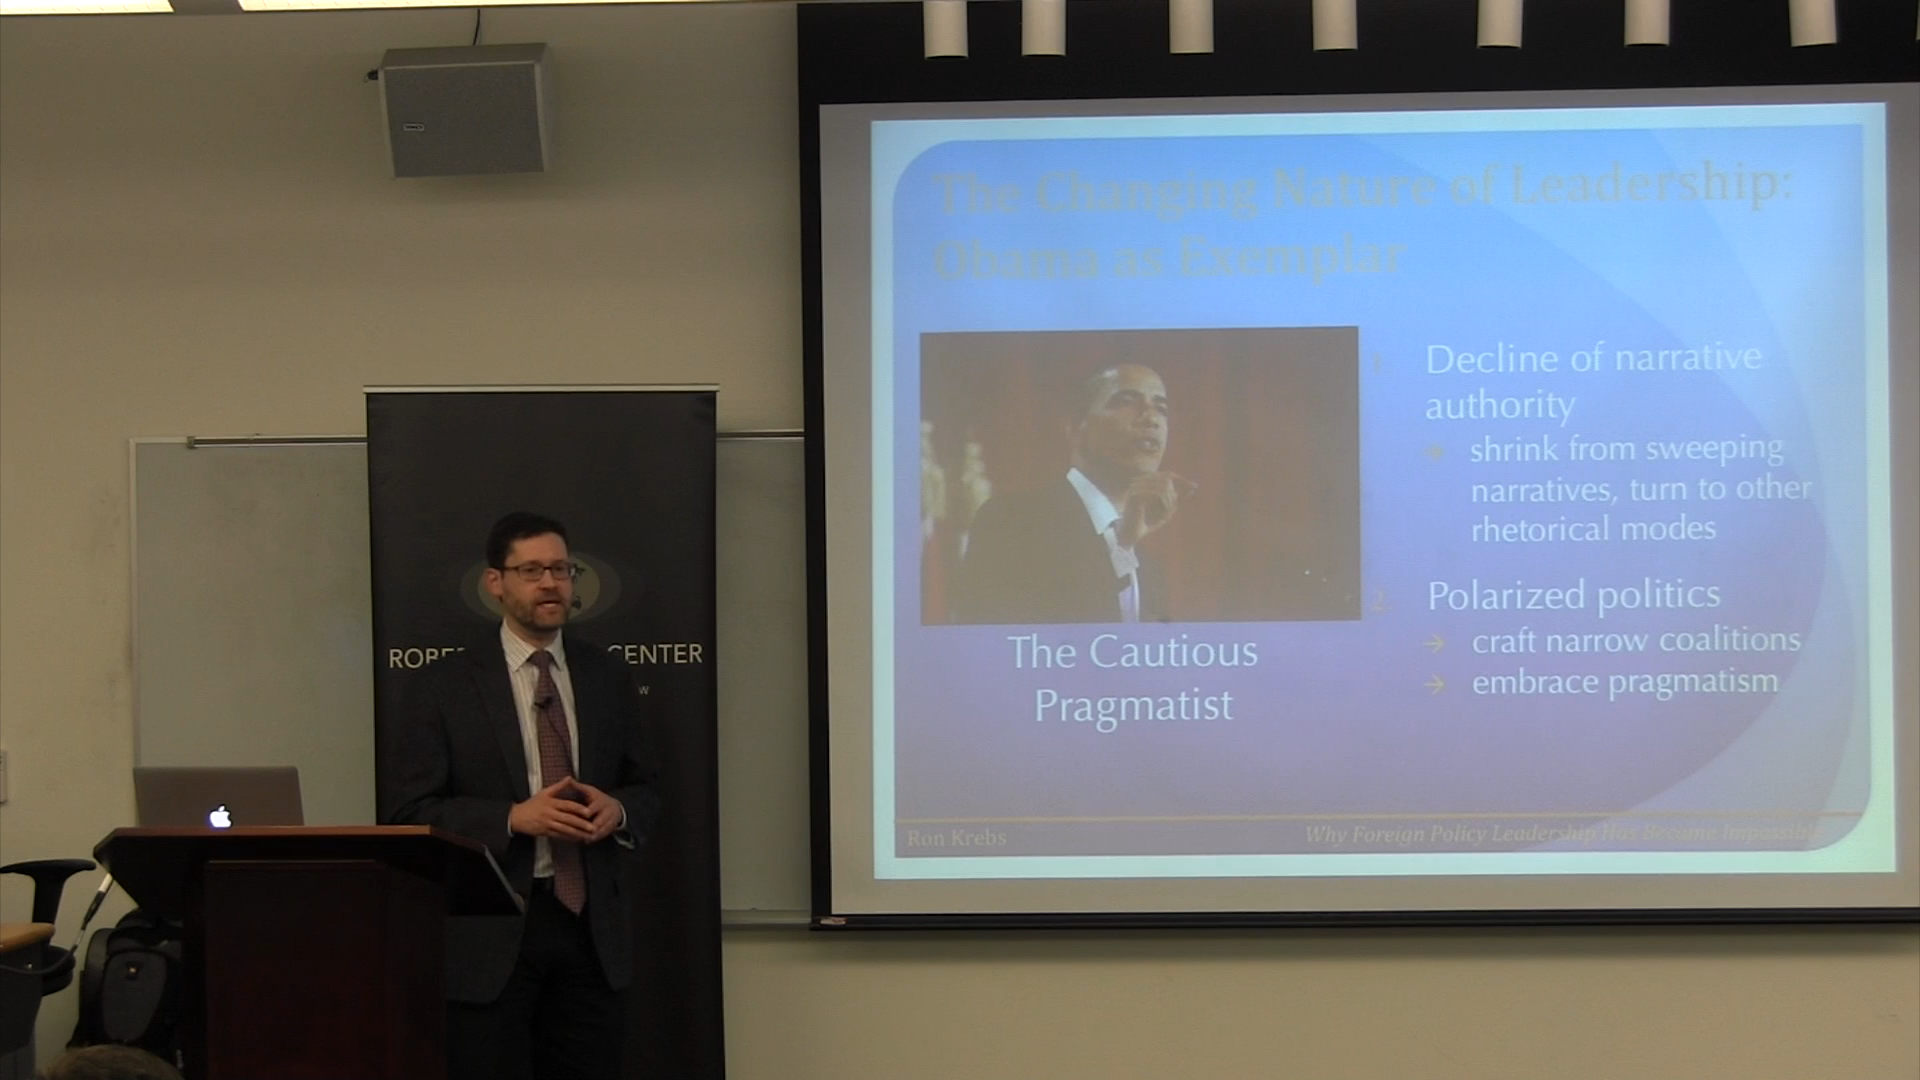 The Changing Nature of Leadership:
Obama as Exemplar
1. Decline of narrative
authority
→ shrink from sweeping
narratives, turn to other
rhetorical modes
2. Polarized politics
→ craft narrow coalitions
→ embrace pragmatism
The Cautious
Pragmatist
Ron Krebs
Why Foreign Policy Leadership Has Become Impossible
CENTER